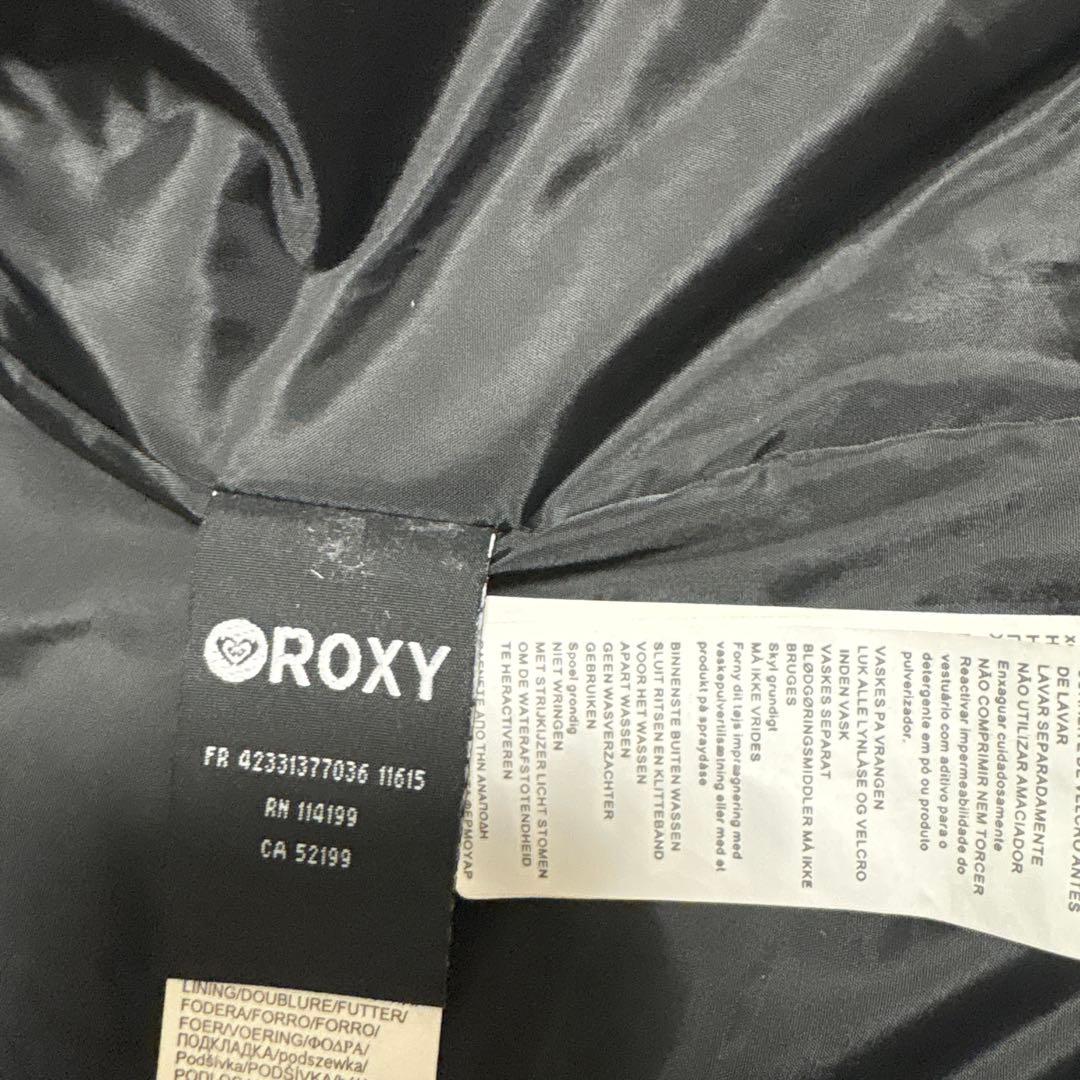 ROXY
FR 42331377036 11615
RN 114199
CA 52199
LINING/DOUBLURE/FUTTER/
FODERA/FORRO/FORRO/
FOER/VOERING/ΦΟΔΡΑ/
ПОДКЛАДКА/podszewka/
Podšívka/PODŠÍVKA/
DE LAVAR
LAVAR SEPARADAMENTE
NÃO UTILIZAR AMACIADOR
Enxaguar cuidadosamente
NÃO COMPRIMIR NEM TORCER
Reactivar impermeabilidade do
vestuário com aditivo para o
detergente em pó ou produto
pulverizador.
VASKES PA VRANGEN
LUK ALLE LYNLÅSE OG VELCRO
INDEN VASK
VASKES SEPARAT
BLØDGØRINGSMIDDLER MÅ IKKE
BRUGES
Skyl grundigt
MÅ IKKE VRIDES
Forny dit tøjs imprægnering med
vaskepulvertilsætning eller med et
produkt på spraydåse
BINNENSTE BUITEN WASSEN
SLUIT RITSEN EN KLITTEBAND
VOOR HET WASSEN
APART WASSEN
GEEN WASVERZACHTER
GEBRUIKEN
Spoel grondig
NIET WRINGEN
MET STRIJKIJZER LICHT STOMEN
OM DE WATERAFSTOTENDHEID
TE HERACTIVEREN
ΑΠΟ ΤΗΝ ΑΝΑΠΟΔΗ